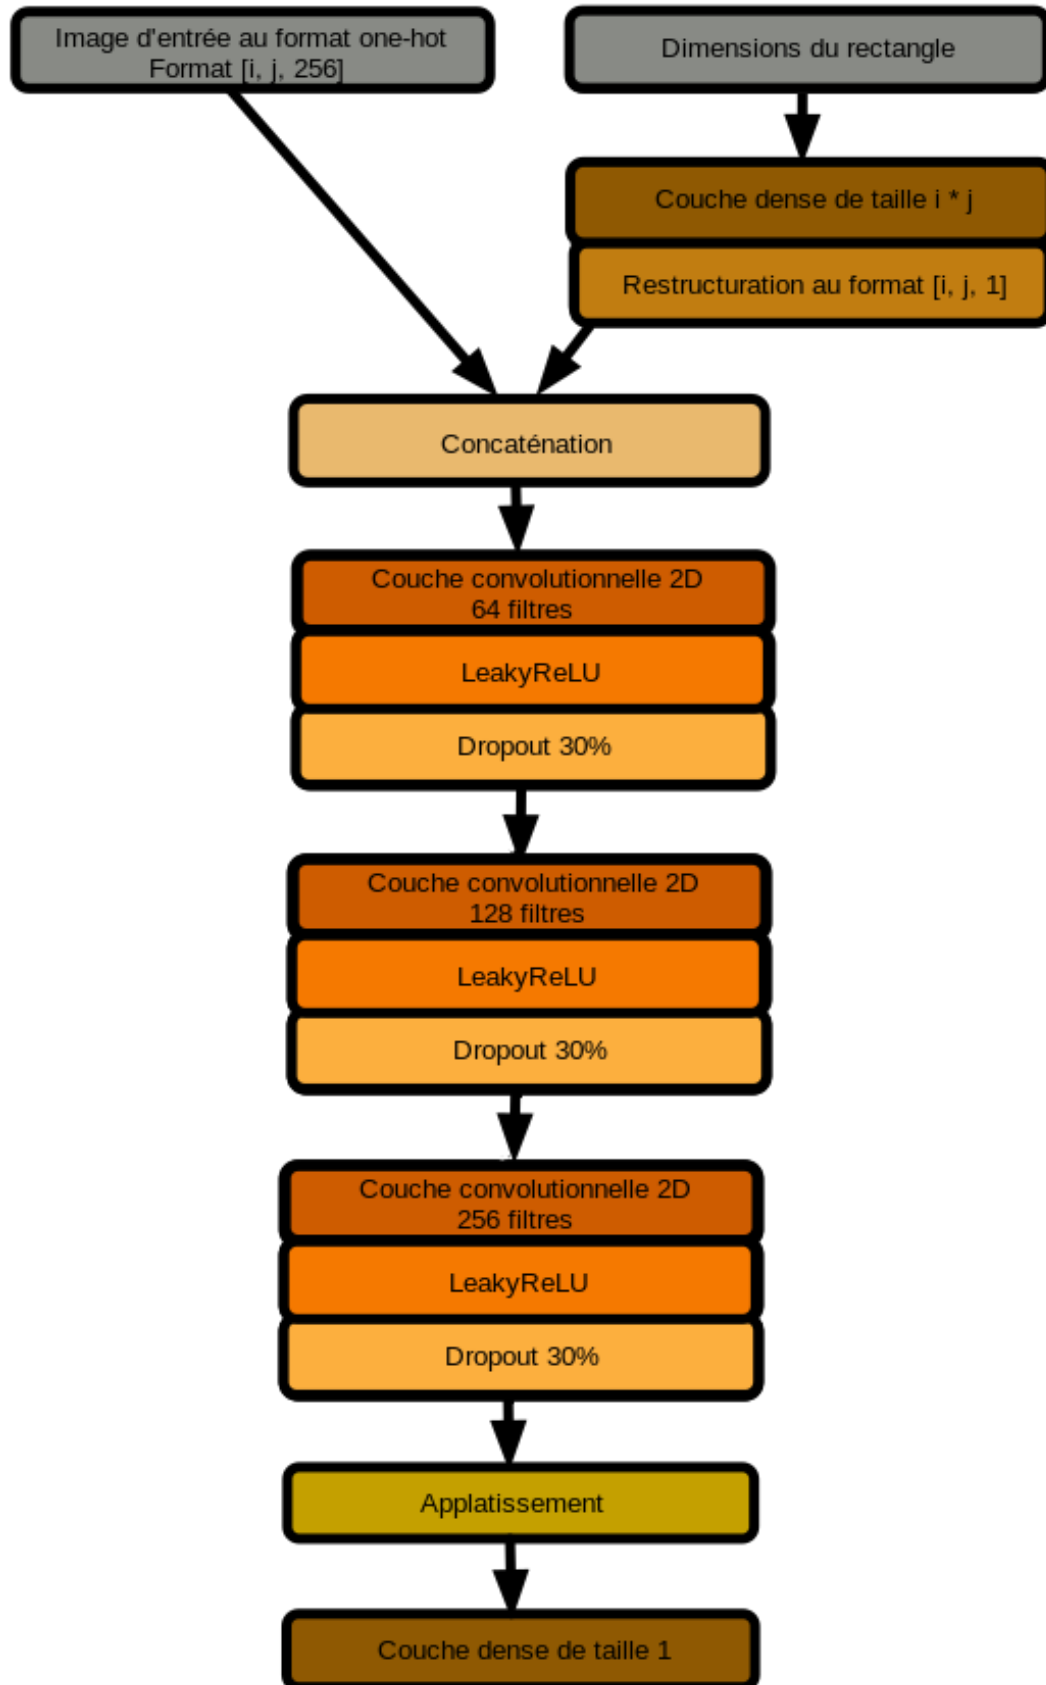 Image d'entrée au format one-hot
Format [i, j, 256]
Dimensions du rectangle
Couche dense de taille i * j
Restructuration au format [i, j, 1]
Concaténation
Couche convolutionnelle 2D
64 filtres
LeakyReLU
Dropout 30%
Couche convolutionnelle 2D
128 filtres
LeakyReLU
Dropout 30%
Couche convolutionnelle 2D
256 filtres
LeakyReLU
Dropout 30%
Applatissement
Couche dense de taille 1